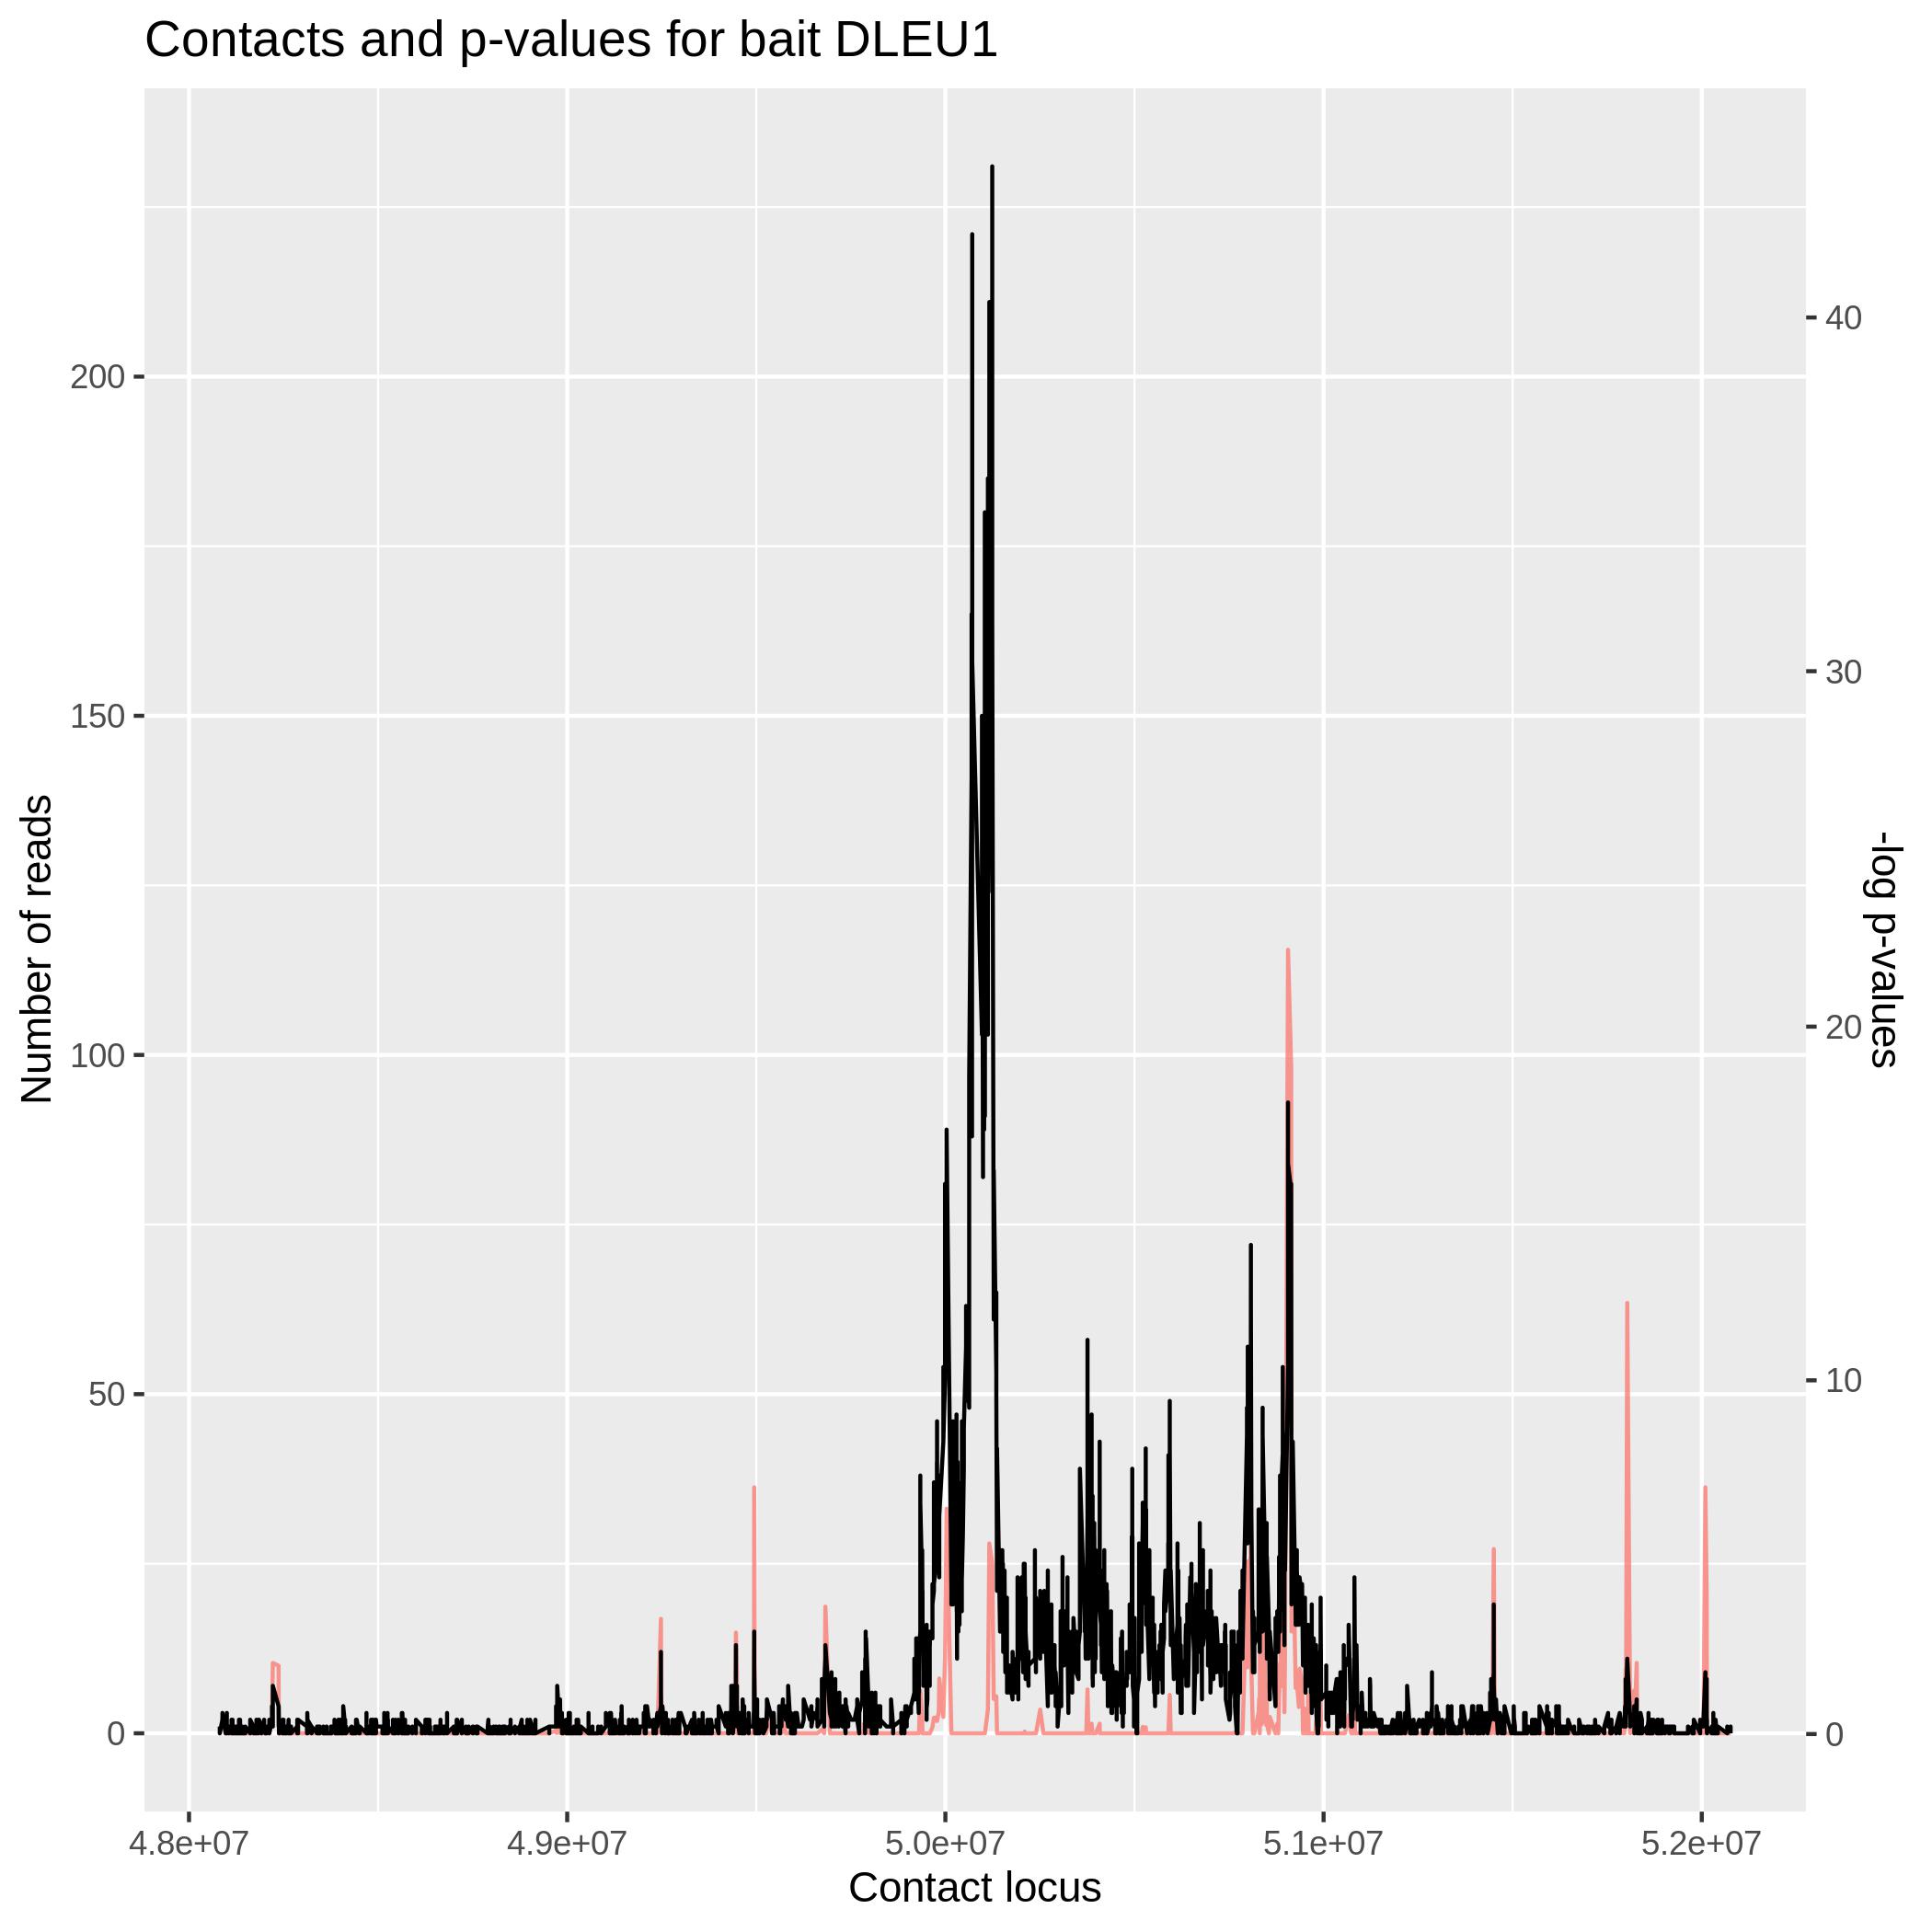 Contacts and p-values for bait DLEU1
Number of reads
200
150
100
50
0
40
30
20
10
0
-log p-values
4.8e+07 4.9e+07 5.0e+07 5.1e+07 5.2e+07
Contact locus